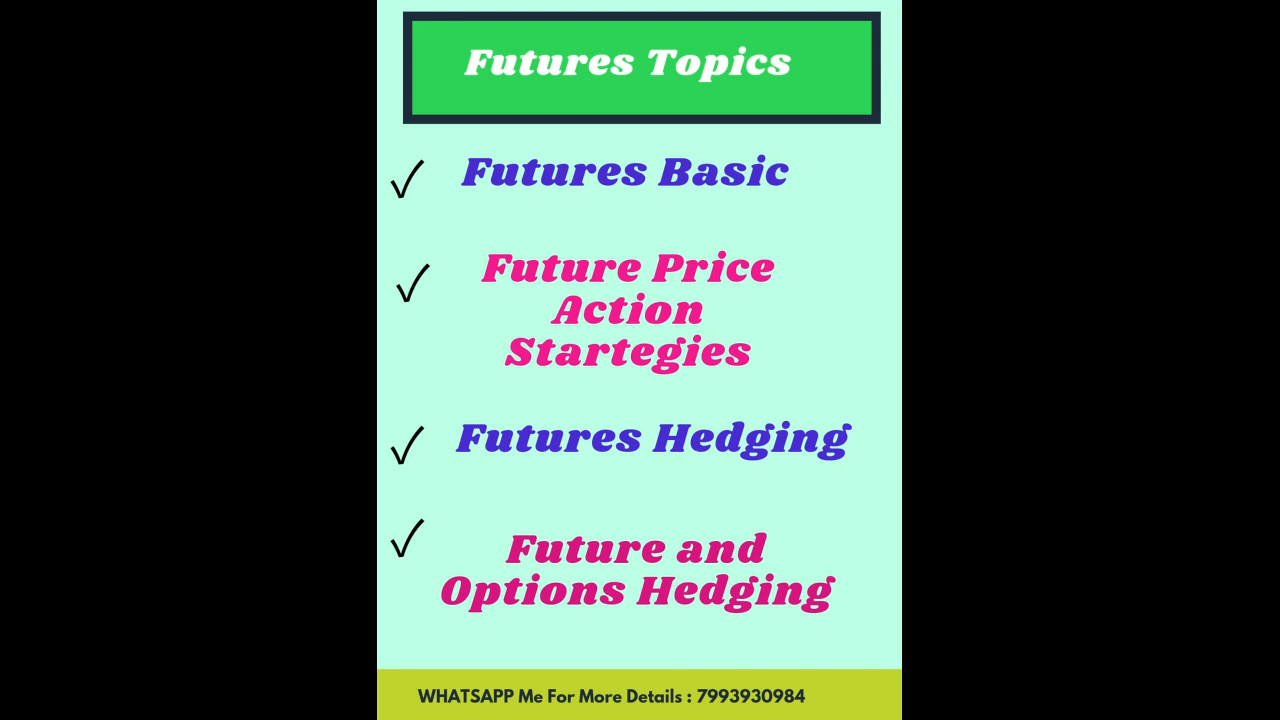 Futures Topics
Futures Basic
Future Price
Action
Startegies
Futures Hedging
Future and
Options Hedging
WHATSAPP Me For More Details : 7993930984